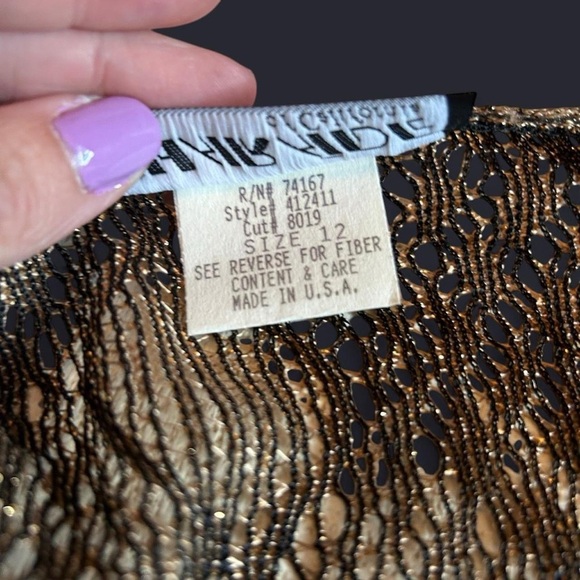 R/N# 74167
Style# 412411
Cut# 8019
SIZE 12
SEE REVERSE FOR FIBER
CONTENT & CARE
MADE IN U.S.A.